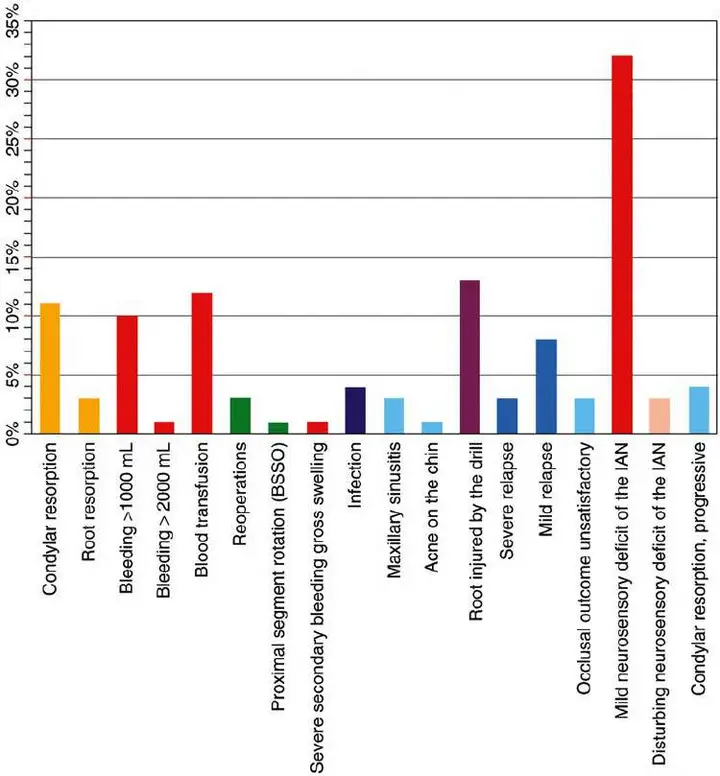 35%
30%
25%
20%
15%
10%
5%
0%
Condylar resorption
Root resorption
Bleeding >1000 mL
Bleeding > 2000 mL
Blood transfusion
Reoperations
Proximal segment rotation (BSSO)
Severe secondary bleeding gross swelling
Infection
Maxillary sinusitis
Acne on the chin
Root injured by the drill
Severe relapse
Mild relapse
Occlusal outcome unsatisfactory
Mild neurosensory deficit of the IAN
Disturbing neurosensory deficit of the IAN
Condylar resorption, progressive